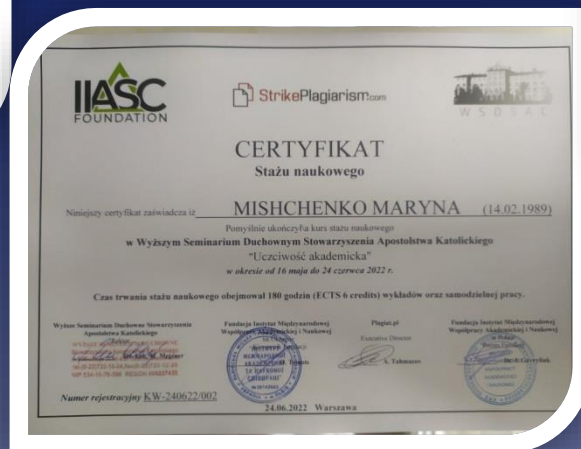 IIASC
FOUNDATION
StrikePlagiarism.com
WSDSAC
CERTYFIKAT
Stażu naukowego
Niniejszy certyfikat zaświadcza iż MISHCHENKO MARYNA (14.02.1989)
Pomyślnie ukończył\a kurs stażu naukowego
w Wyższym Seminarium Duchownym Stowarzyszenia Apostolstwa Katolickiego
"Uczciwość akademicka"
w okresie od 16 maja do 24 czerwca 2022 r.
Czas trwania stażu naukowego obejmował 180 godzin (ECTS 6 credits) wykładów oraz samodzielnej pracy.
Wyższe Seminarium Duchowne Stowarzyszenia
Apostolstwa Katolickiego
Fundacja Instytut Międzynarodowej
Współpracy Akademickiej i Naukowej
Plagiat.pl
Executive Director
Fundacja Instytut Międzynarodowej
Współpracy Akademickiej i Naukowej
w Polsce
Numer rejestracyjny KW-240622/002
24.06.2022 Warszawa